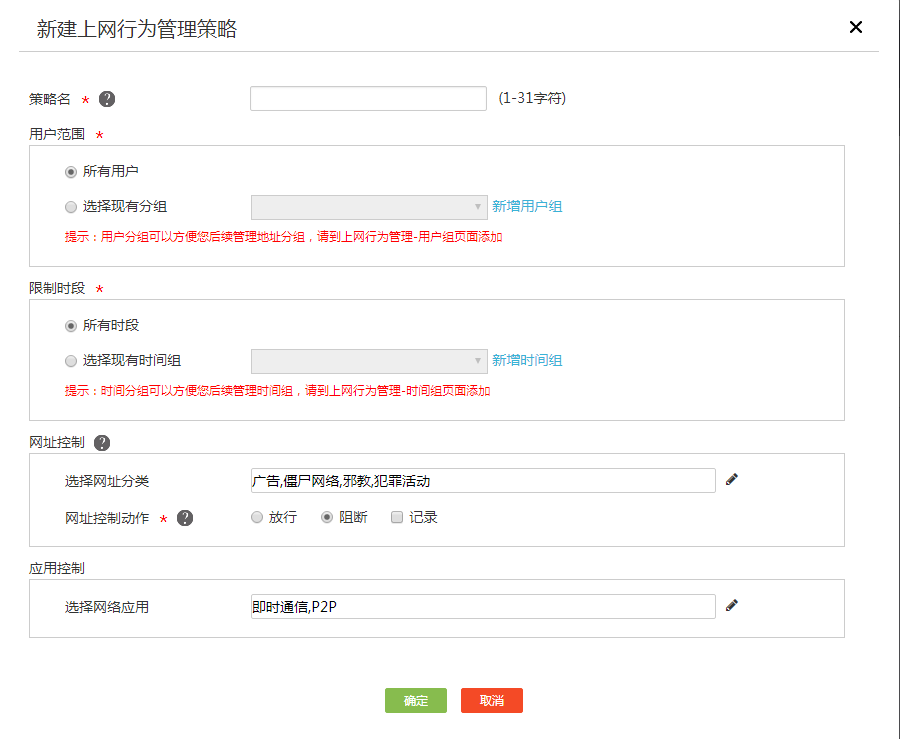 新建上网行为管理策略
策略名 * (1-31字符)
用户范围 *
所有用户
选择现有分组 新增用户组
提示：用户分组可以方便您后续管理地址分组，请到上网行为管理-用户组页面添加
限制时段 *
所有时段
选择现有时间组 新增时间组
提示：时间分组可以方便您后续管理时间组，请到上网行为管理-时间组页面添加
网址控制
选择网址分类 广告,僵尸网络,邪教,犯罪活动
网址控制动作 * 放行 阻断 记录
应用控制
选择网络应用 即时通信,P2P
确定 取消